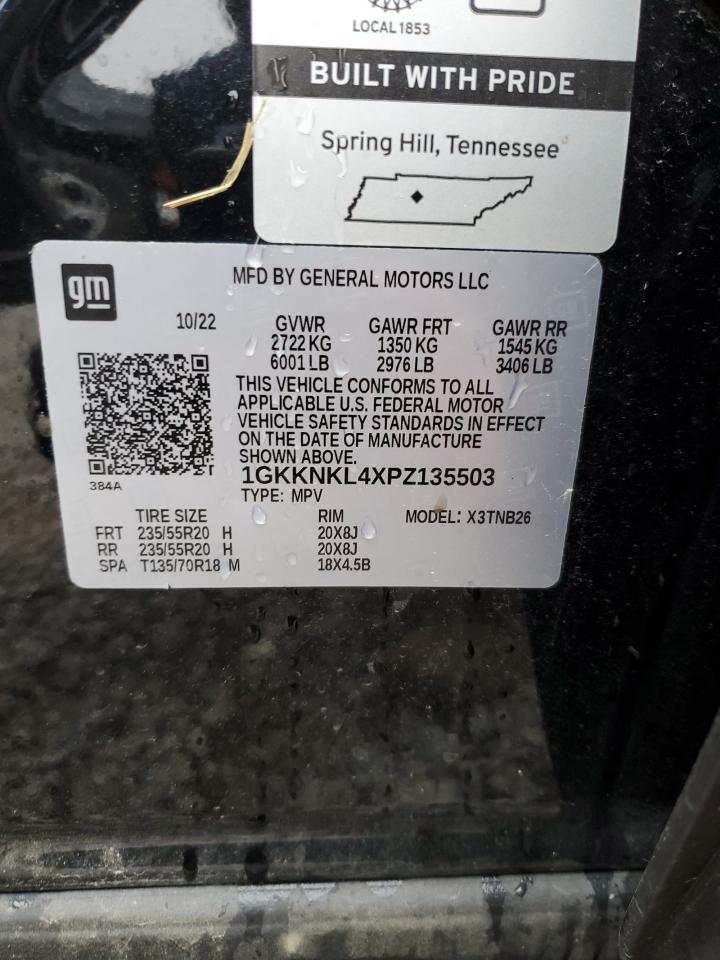 LOCAL 1853
BUILT WITH PRIDE
Spring Hill, Tennessee
gm
MFD BY GENERAL MOTORS LLC
10/22 GVWR GAWR FRT GAWR RR
2722 KG 1350 KG 1545 KG
6001 LB 2976 LB 3406 LB
THIS VEHICLE CONFORMS TO ALL
APPLICABLE U.S. FEDERAL MOTOR
VEHICLE SAFETY STANDARDS IN EFFECT
ON THE DATE OF MANUFACTURE
SHOWN ABOVE.
1GKKNKL4XPZ135503
384A
TYPE: MPV
TIRE SIZE RIM MODEL: X3TNB26
FRT 235/55R20 H 20X8J
RR 235/55R20 H 20X8J
SPA T135/70R18 M 18X4.5B